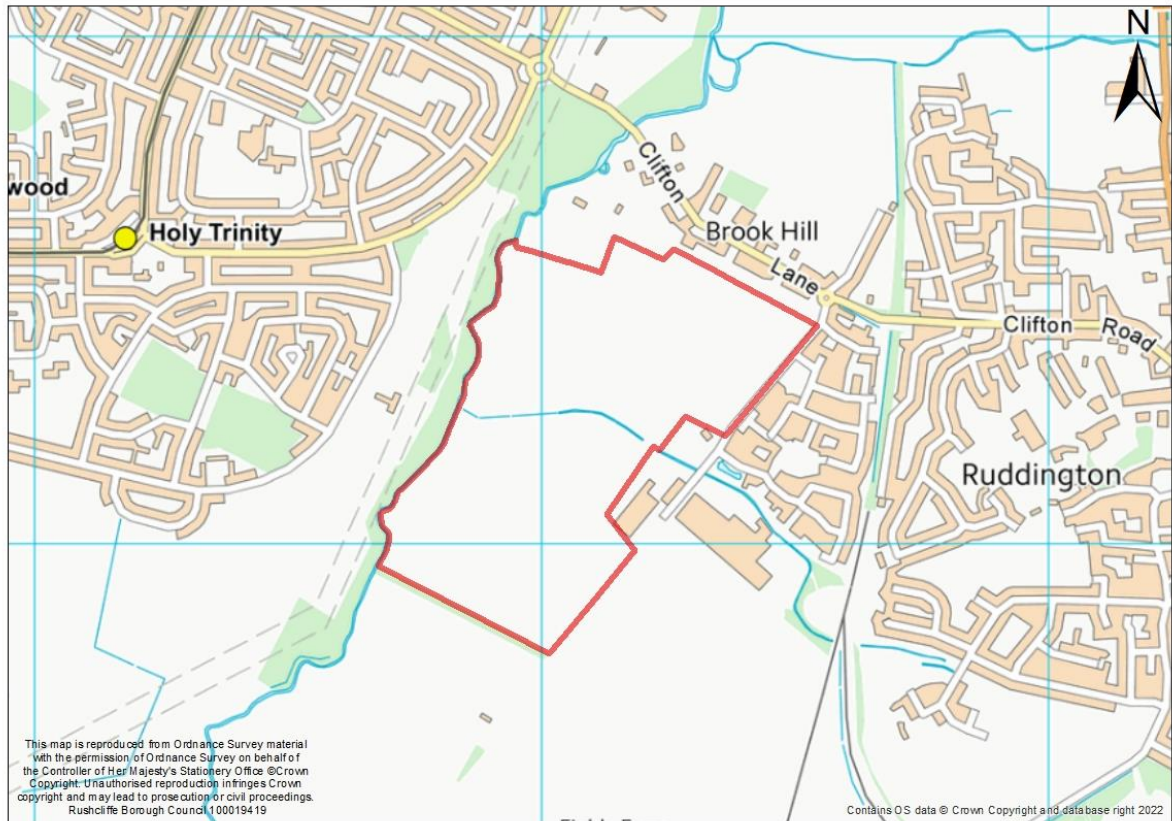 N
Clifton
wood
Holy Trinity
Brook Hill
Lane
Clifton Road
Ruddington
This map is reproduced from Ordnance Survey material
with the permission of Ordnance Survey on behalf of
the Controller of Her Majesty's Stationery Office ©Crown
Copyright. Unauthorised reproduction infringes Crown
copyright and may lead to prosecution or civil proceedings.
Rushcliffe Borough Council 100019419
Contains OS data © Crown Copyright and database right 2022